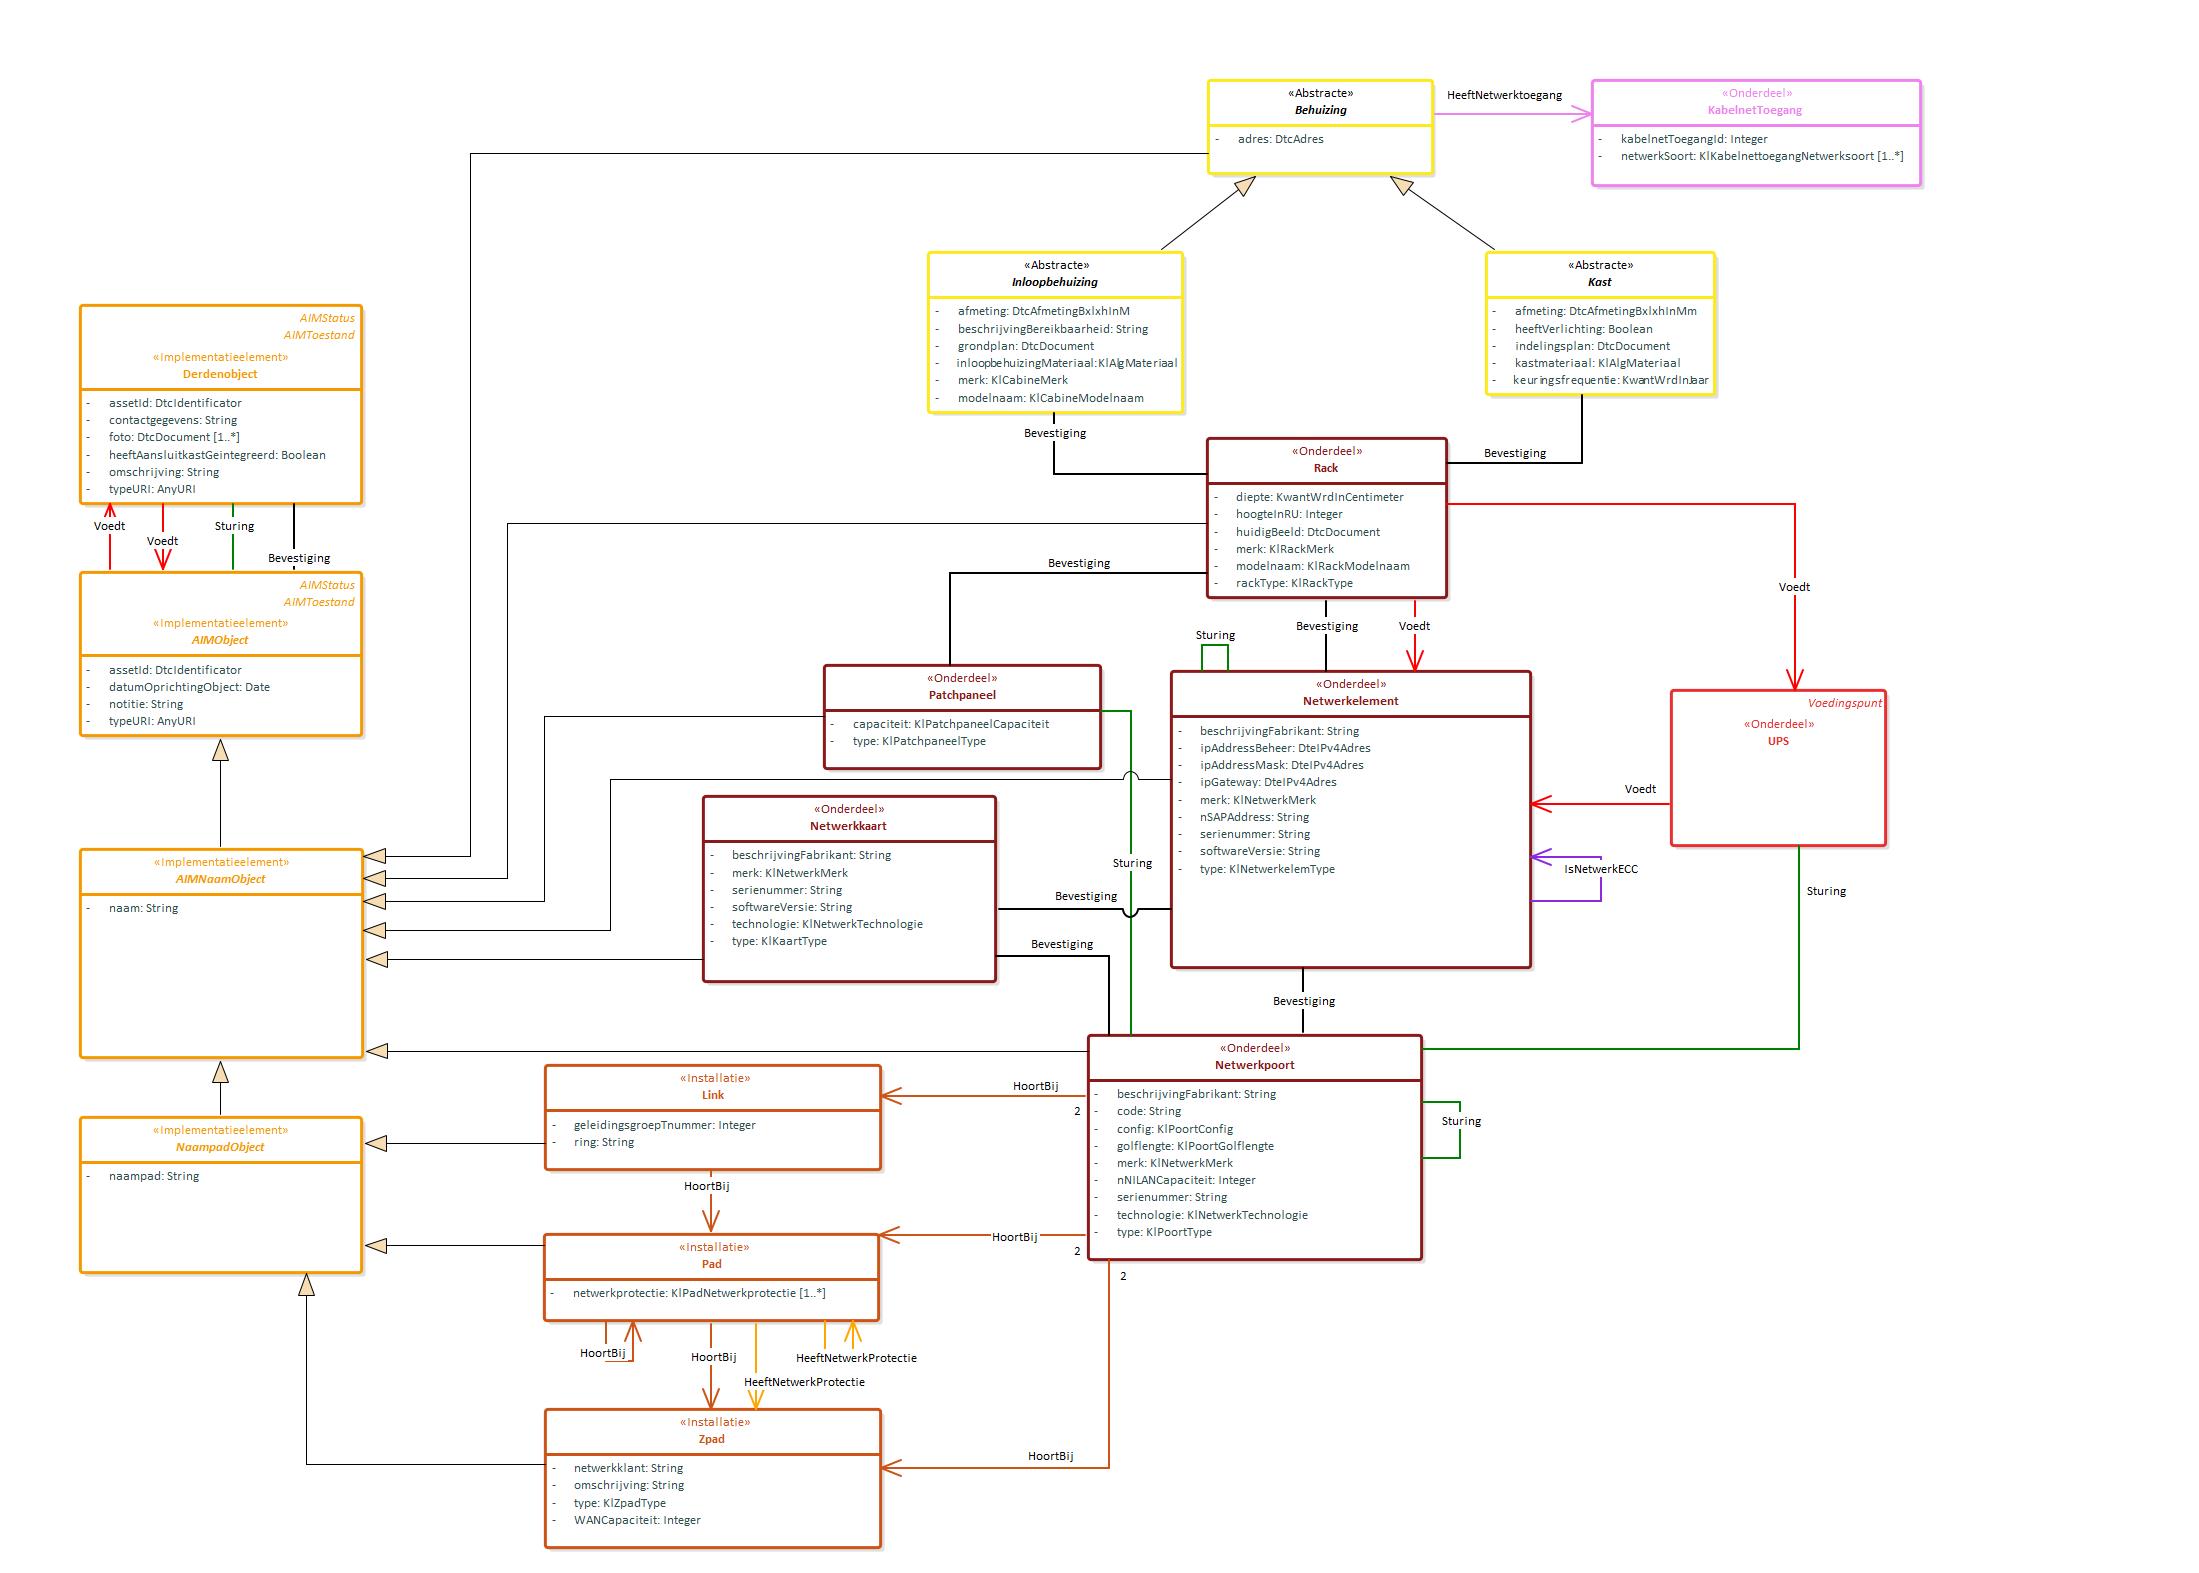 «Abstracte»
Behuizing
- adres: DtcAdres
HeeftNetwerktoegang
«Onderdeel»
KabelnetToegang
- kabelnetToegangId: Integer
- netwerkSoort: KlKabelnettoegangNetwerksoort [1..*]
«Abstracte»
Inloopbehuizing
- afmeting: DtcAfmetingBxlxhInM
- beschrijvingBereikbaarheid: String
- grondplan: DtcDocument
- inloopbehuizingMateriaal:KlAlgMateriaal
- merk: KlCabineMerk
- modelnaam: KlCabineModelnaam
«Abstracte»
Kast
- afmeting: DtcAfmetingBxlxhInMm
- heeftVerlichting: Boolean
- indelingsplan: DtcDocument
- kastmateriaal: KlAlgMateriaal
- keuringsfrequentie: KwantWrdInJaar
AIMStatus
AIMToestand
«Implementatieelement»
Derdenobject
- assetId: DtcIdentificator
- contactgegevens: String
- foto: DtcDocument [1..*]
- heeftAansluitkastGeintegreerd: Boolean
- omschrijving: String
- typeURI: AnyURI
Voedt
Voedt
Sturing
Bevestiging
AIMStatus
AIMToestand
«Implementatieelement»
AIMObject
- assetId: DtcIdentificator
- datumOprichtingObject: Date
- notitie: String
- typeURI: AnyURI
Bevestiging
Bevestiging
«Onderdeel»
Rack
- diepte: KwantWrdInCentimeter
- hoogteInRU: Integer
- huidigBeeld: DtcDocument
- merk: KlRackMerk
- modelnaam: KlRackModelnaam
- rackType: KlRackType
Bevestiging
Sturing
Bevestiging
Voedt
Voedt
«Onderdeel»
Patchpaneel
- capaciteit: KlPatchpaneelCapaciteit
- type: KlPatchpaneelType
«Onderdeel»
Netwerkelement
- beschrijvingFabrikant: String
- ipAddressBeheer: DteIPv4Adres
- ipAddressMask: DteIPv4Adres
- ipGateway: DteIPv4Adres
- merk: KlNetwerkMerk
- nSAPAddress: String
- serienummer: String
- softwareVersie: String
- type: KlNetwerkelemType
Voedingspunt
«Onderdeel»
UPS
Voedt
IsNetwerkECC
Sturing
«Onderdeel»
Netwerkkaart
- beschrijvingFabrikant: String
- merk: KlNetwerkMerk
- serienummer: String
- softwareVersie: String
- technologie: KlNetwerkTechnologie
- type: KlKaartType
Sturing
Bevestiging
Bevestiging
Bevestiging
«Implementatieelement»
AIMNaamObject
- naam: String
«Implementatieelement»
NaampadObject
- naampad: String
«Installatie»
Link
- geleidingsgroepTnummer: Integer
- ring: String
HoortBij
2
«Onderdeel»
Netwerkpoort
- beschrijvingFabrikant: String
- code: String
- config: KlPoortConfig
- golflengte: KlPoortGolflengte
- merk: KlNetwerkMerk
- nNILANCapaciteit: Integer
- serienummer: String
- technologie: KlNetwerkTechnologie
- type: KlPoortType
Sturing
HoortBij
HoortBij
2
2
«Installatie»
Pad
- netwerkprotectie: KlPadNetwerkprotectie [1..*]
HoortBij
HoortBij
HeeftNetwerkProtectie
HeeftNetwerkProtectie
«Installatie»
Zpad
- netwerkklant: String
- omschrijving: String
- type: KlZpadType
- WANCapaciteit: Integer
HoortBij